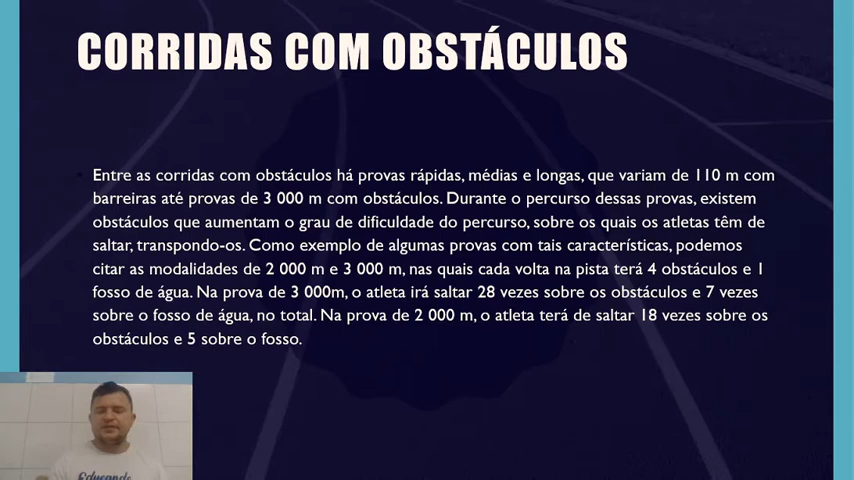 CORRIDAS COM OBSTÁCULOS
Entre as corridas com obstáculos há provas rápidas, médias e longas, que variam de 110 m com
barreiras até provas de 3 000 m com obstáculos. Durante o percurso dessas provas, existem
obstáculos que aumentam o grau de dificuldade do percurso, sobre os quais os atletas têm de
saltar, transpondo-os. Como exemplo de algumas provas com tais características, podemos
citar as modalidades de 2 000 m e 3 000 m, nas quais cada volta na pista terá 4 obstáculos e 1
fosso de água. Na prova de 3 000m, o atleta irá saltar 28 vezes sobre os obstáculos e 7 vezes
sobre o fosso de água, no total. Na prova de 2 000 m, o atleta terá de saltar 18 vezes sobre os
obstáculos e 5 sobre o fosso.
Educando